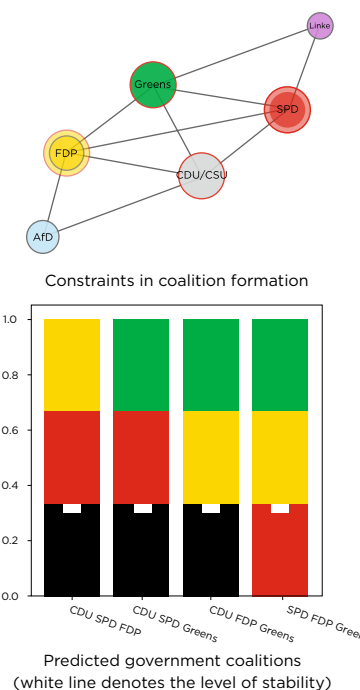 Linke
Greens
SPD
FDP
CDU/CSU
AfD
Constraints in coalition formation
1.0
0.8
0.6
0.4
0.2
0.0
CDU SPD FDP
CDU SPD Greens
CDU FDP Greens
SPD FDP Gree
Predicted government coalitions
(white line denotes the level of stability)